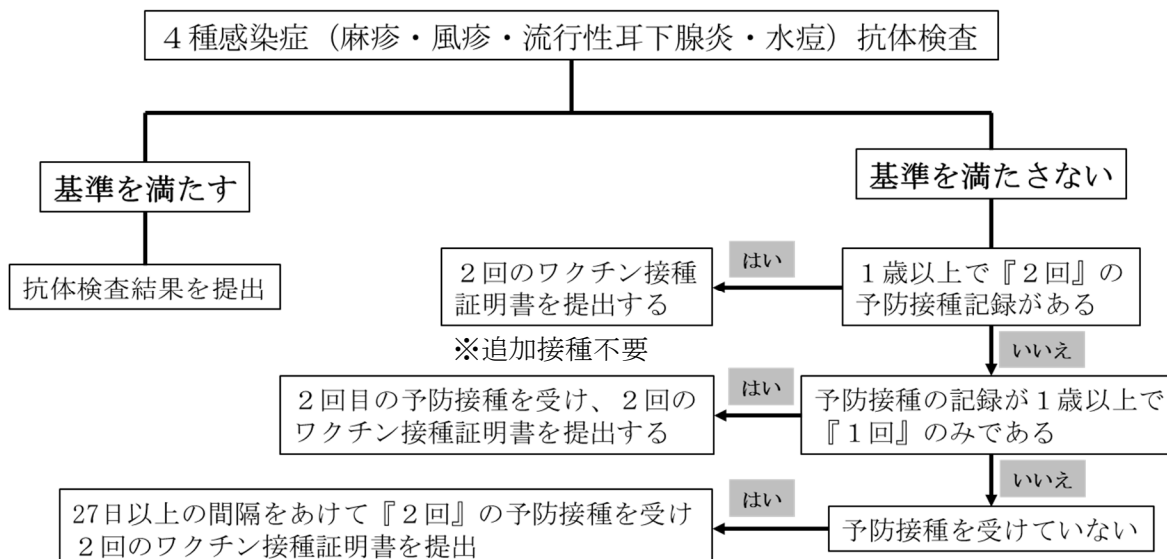 ４種感染症（麻疹・風疹・流行性耳下腺炎・水痘）抗体検査
基準を満たす
基準を満たさない
抗体検査結果を提出
２回のワクチン接種
証明書を提出する
はい
１歳以上で『２回』の
予防接種記録がある
※追加接種不要
いいえ
２回目の予防接種を受け、２回の
ワクチン接種証明書を提出する
はい
予防接種の記録が１歳以上で
『１回』のみである
いいえ
27日以上の間隔をあけて『２回』の予防接種を受け
２回のワクチン接種証明書を提出
はい
予防接種を受けていない